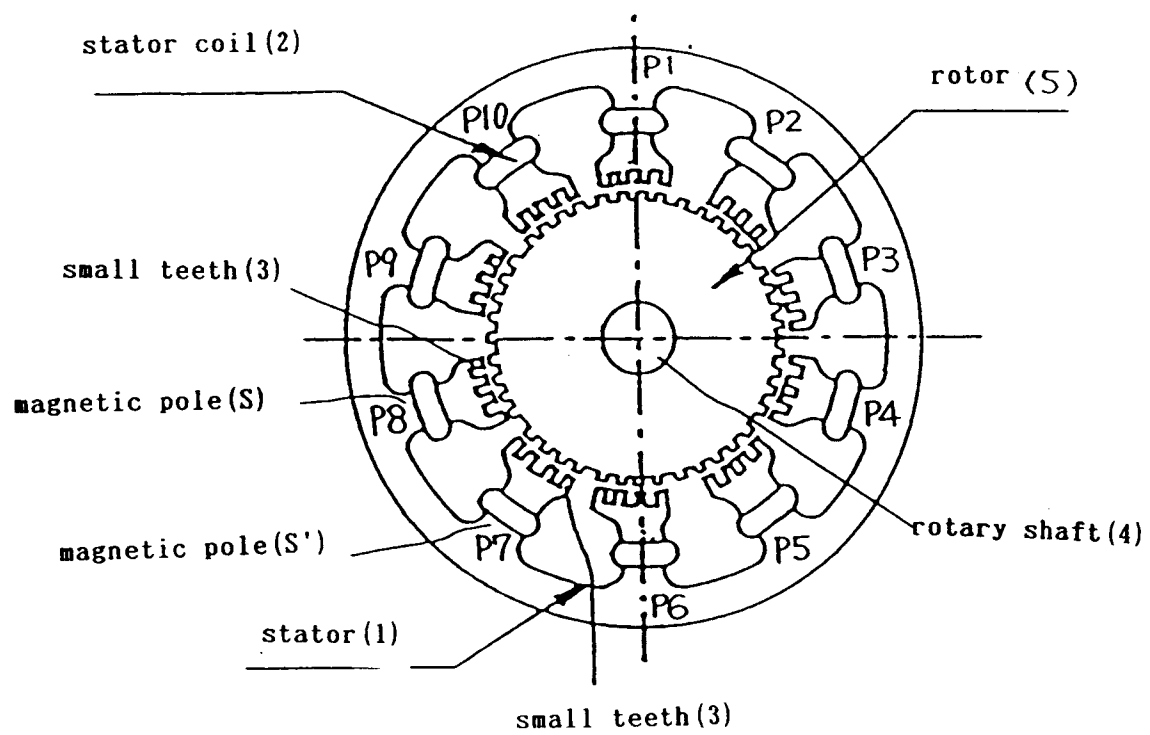 stator coil(2)
P1
rotor (5)
P10
P2
P9
P3
small teeth(3)
magnetic pole(S)
P8
P4
magnetic pole(S')
P7
P5
rotary shaft(4)
P6
stator(1)
small teeth(3)